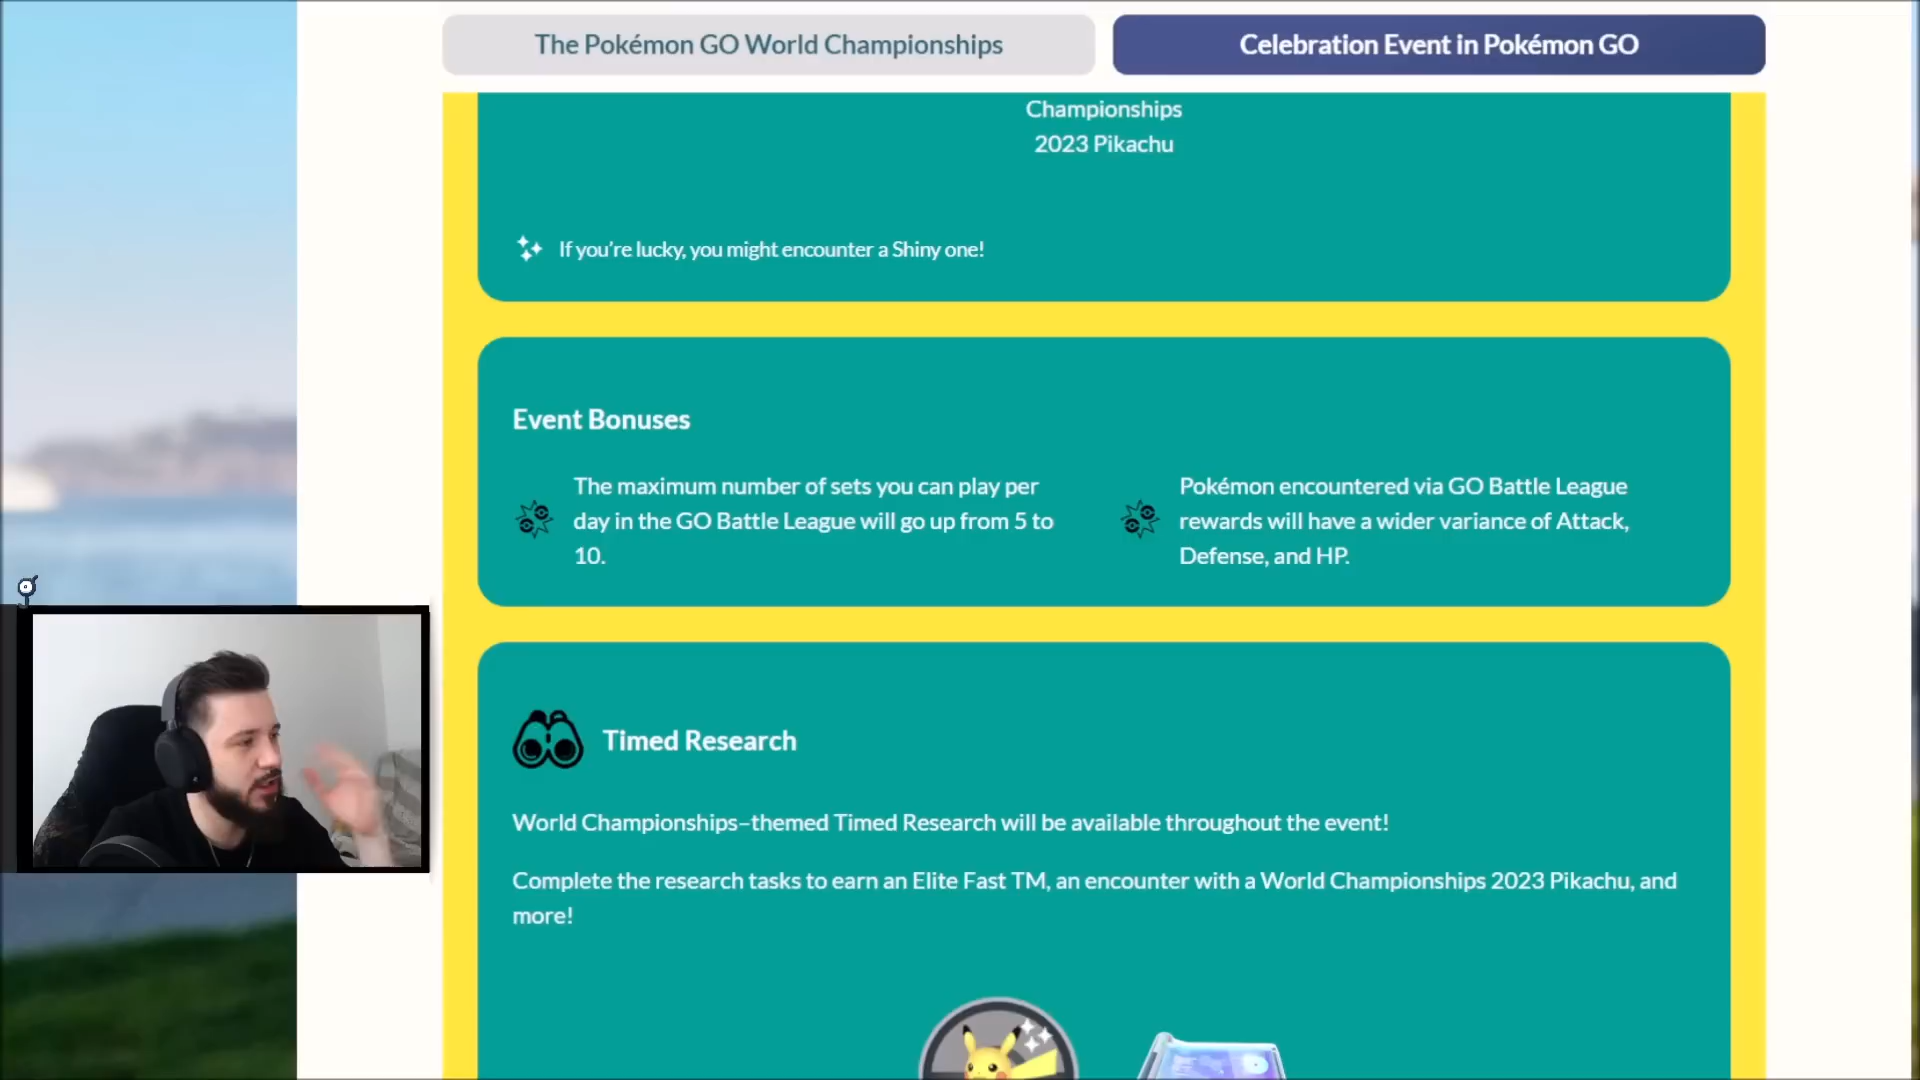 The Pokémon GO World Championships
Celebration Event in Pokémon GO
Championships
2023 Pikachu
If you're lucky, you might encounter a Shiny one!
Event Bonuses
The maximum number of sets you can play per
day in the GO Battle League will go up from 5 to
10.
Pokémon encountered via GO Battle League
rewards will have a wider variance of Attack,
Defense, and HP.
Timed Research
World Championships–themed Timed Research will be available throughout the event!
Complete the research tasks to earn an Elite Fast TM, an encounter with a World Championships 2023 Pikachu, and
more!